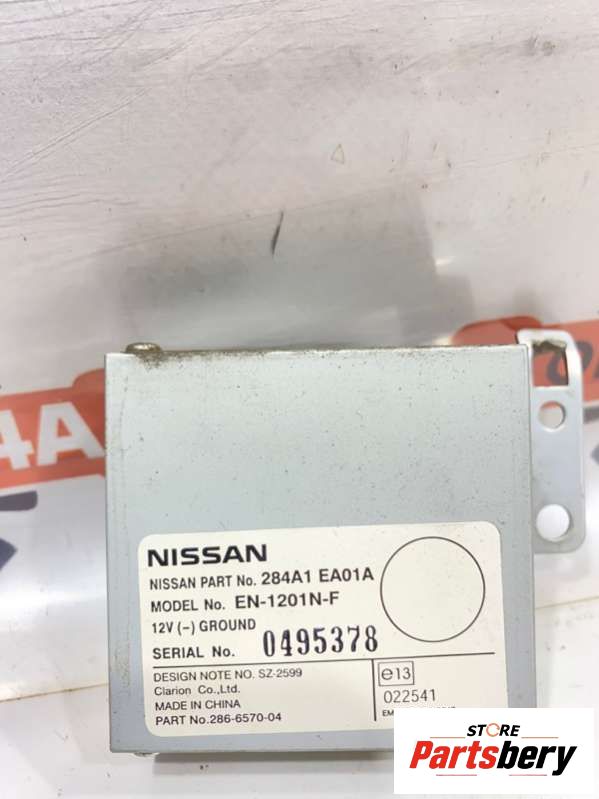 4A
NISSAN
NISSAN PART No. 284A1 EA01A
MODEL No. EN-1201N-F
12V (-) GROUND
SERIAL No. 0495378
DESIGN NOTE NO. SZ-2599
Clarion Co.,Ltd.
MADE IN CHINA
PART No.286-6570-04
e13
022541
STORE
Partsbery